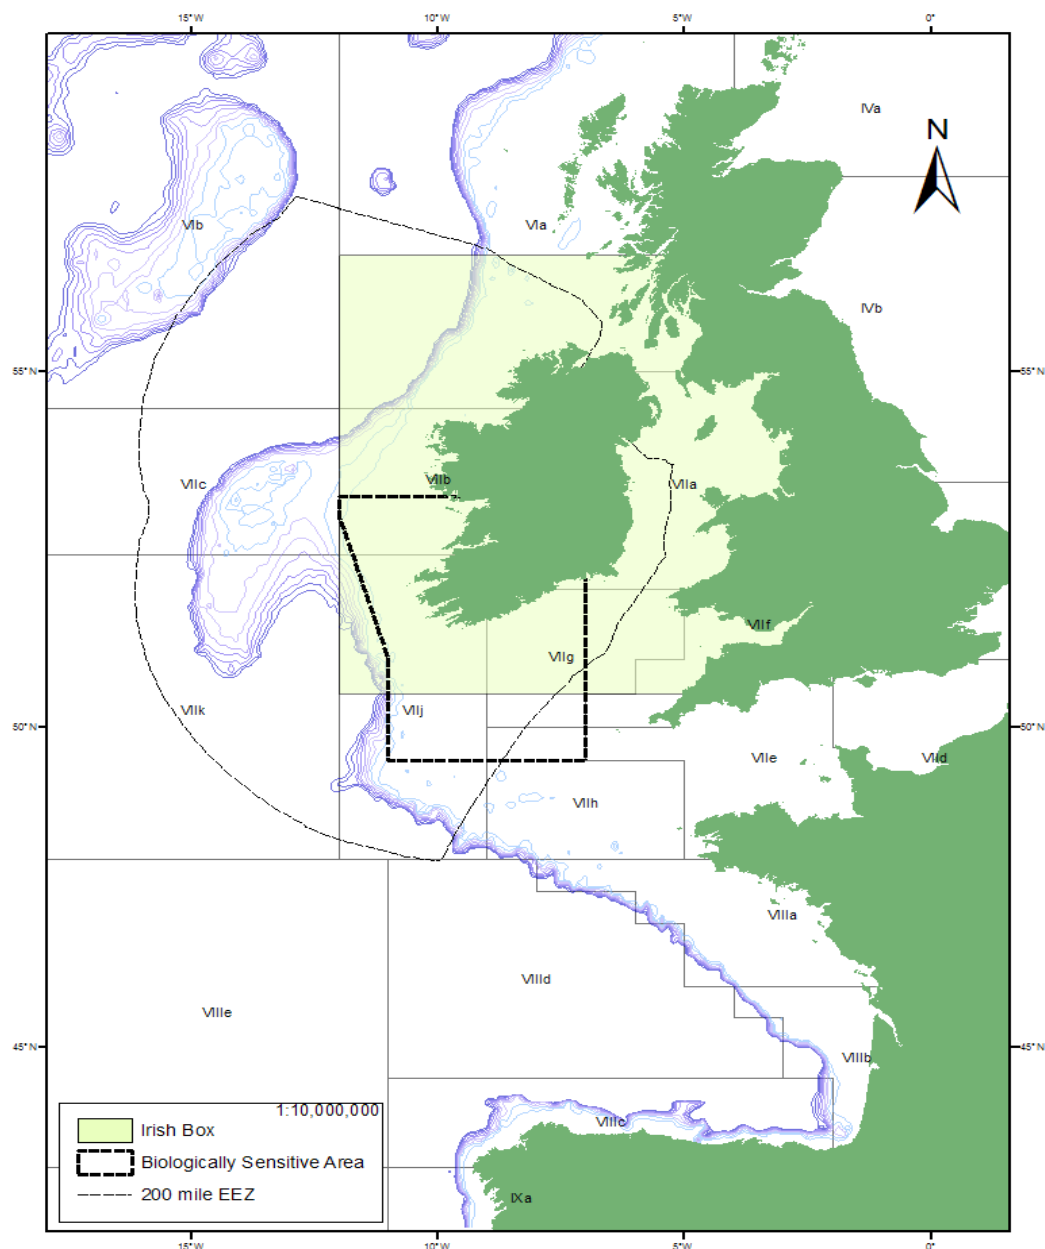 15°W 10°W 5°W 0°
IVa
N
VIb VIa
IVb
55°N 55°N
VIIc VIIb VIIa
VIIf
VIIg
VIIk VIIj
50°N 50°N
VIIe VIId
VIIh
VIIIa
VIIId
VIIIe
45°N 45°N
VIIIb
1:10,000,000
VIIIc
Irish Box
Biologically Sensitive Area
200 mile EEZ
IXa
15°W 10°W 5°W 0°